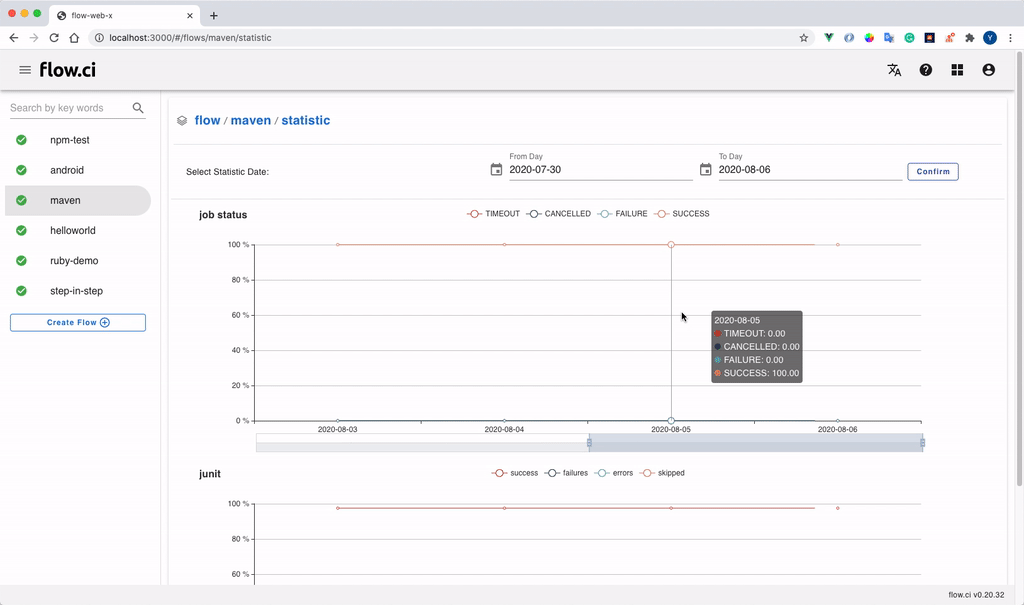 flow-web-x
localhost:3000/#/flows/maven/statistic
Y
flow.ci
Search by key words
npm-test
android
maven
helloworld
ruby-demo
step-in-step
Create Flow
flow / maven / statistic
Select Statistic Date:
From Day
2020-07-30
To Day
2020-08-06
Confirm
job status
TIMEOUT CANCELLED FAILURE SUCCESS
100 %
80 %
60 %
40 %
20 %
0 %
2020-08-05
TIMEOUT: 0.00
CANCELLED: 0.00
FAILURE: 0.00
SUCCESS: 100.00
2020-08-03 2020-08-04 2020-08-05 2020-08-06
junit
success failures errors skipped
100 %
80 %
60 %
flow.ci v0.20.32